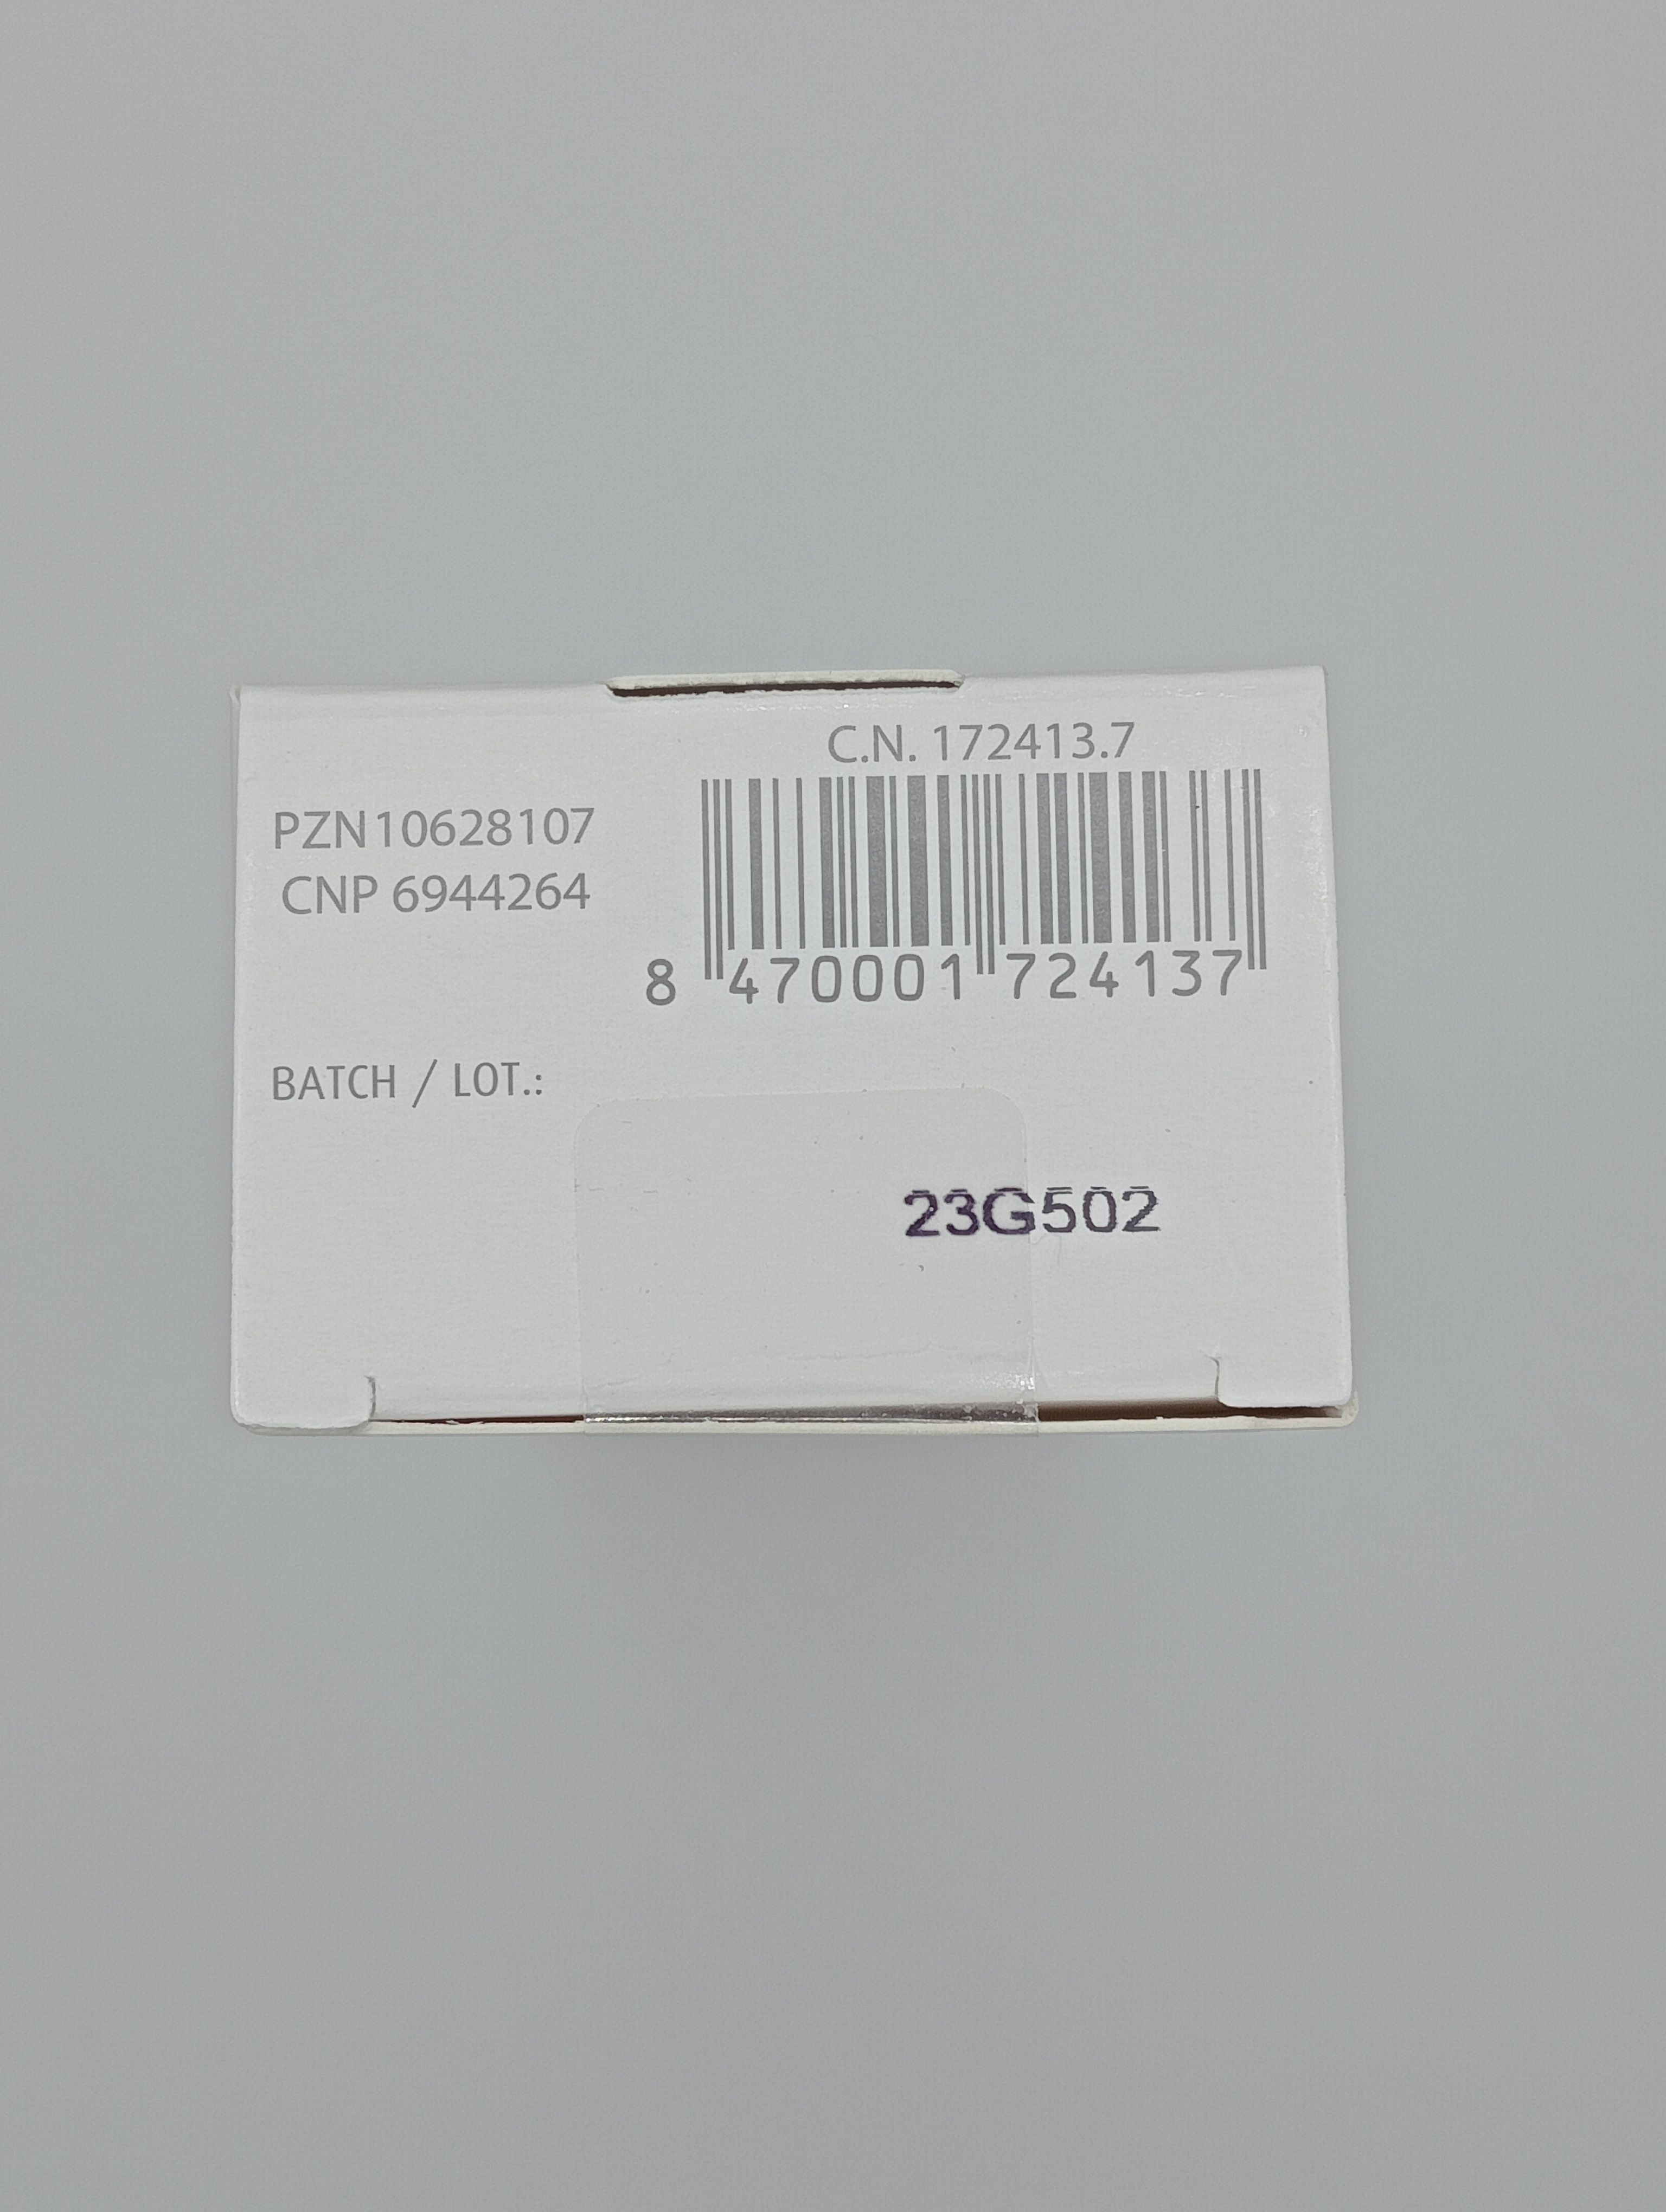 C.N. 172413.7
PZN10628107
CNP 6944264
8 470001 724137
BATCH / LOT.:
23G502